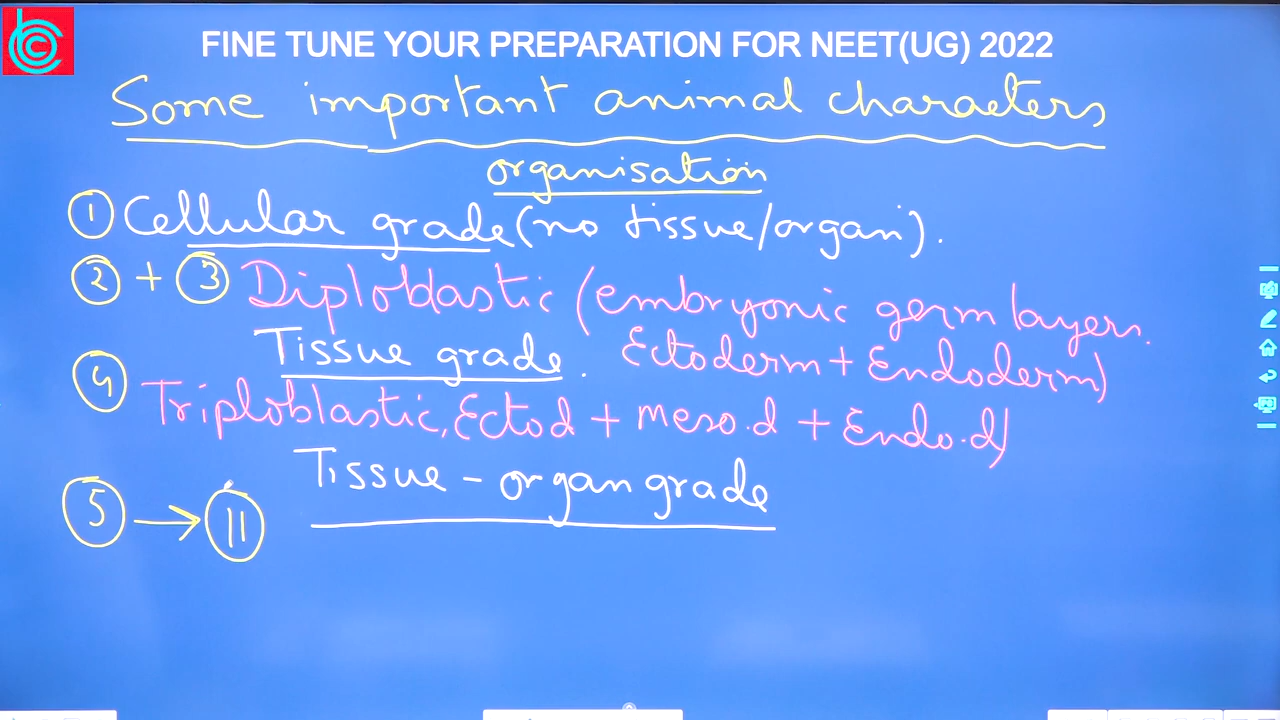 FINE TUNE YOUR PREPARATION FOR NEET(UG) 2022
Some important animal characters
organisation
① Cellular grade (no tissue/organ).
② + ③ Diploblastic (embryonic germ layers.
Tissue grade. Ectoderm + Endoderm)
④ Triploblastic, Ectod + meso.d + Endo.d)
Tissue - organ grade
⑤ → ⑪